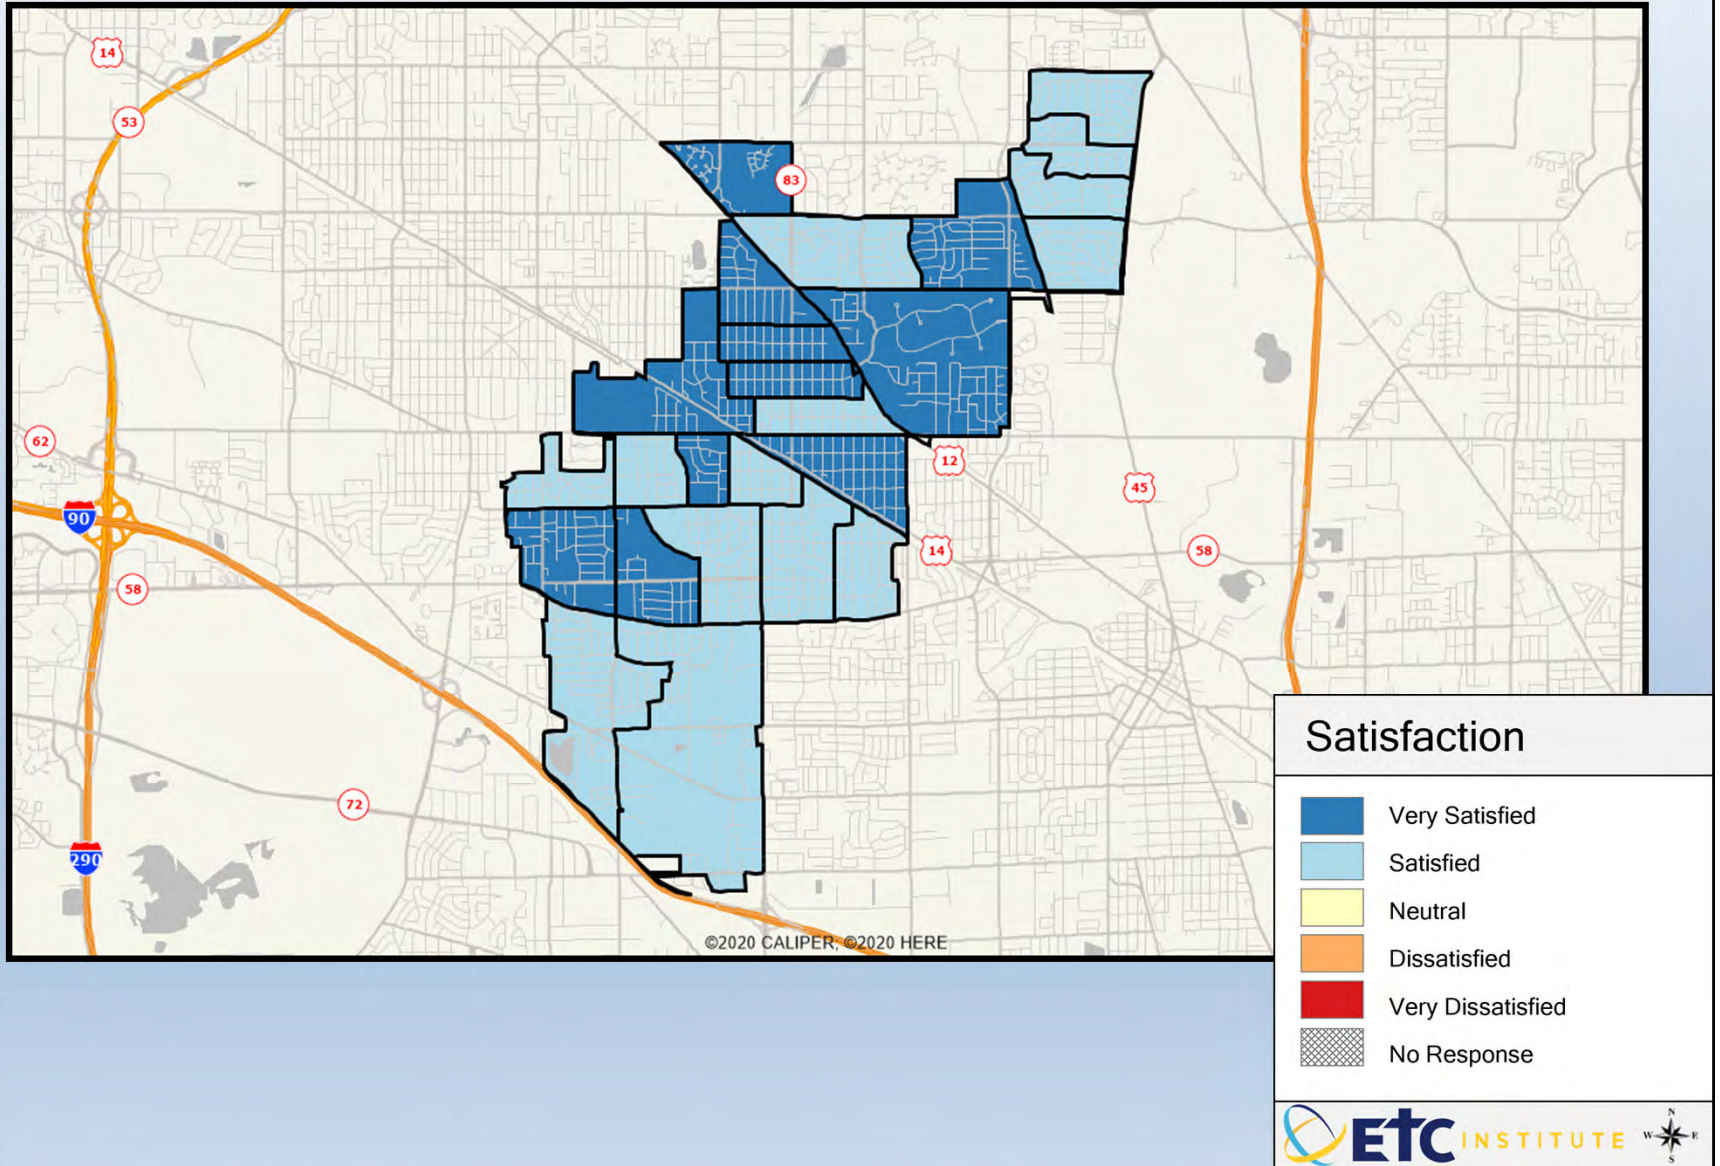 14
53
83
62
12
45
90
14
58
58
72
290
©2020 CALIPER; ©2020 HERE
Satisfaction
Very Satisfied
Satisfied
Neutral
Dissatisfied
Very Dissatisfied
No Response
N
W E
S
ETC INSTITUTE